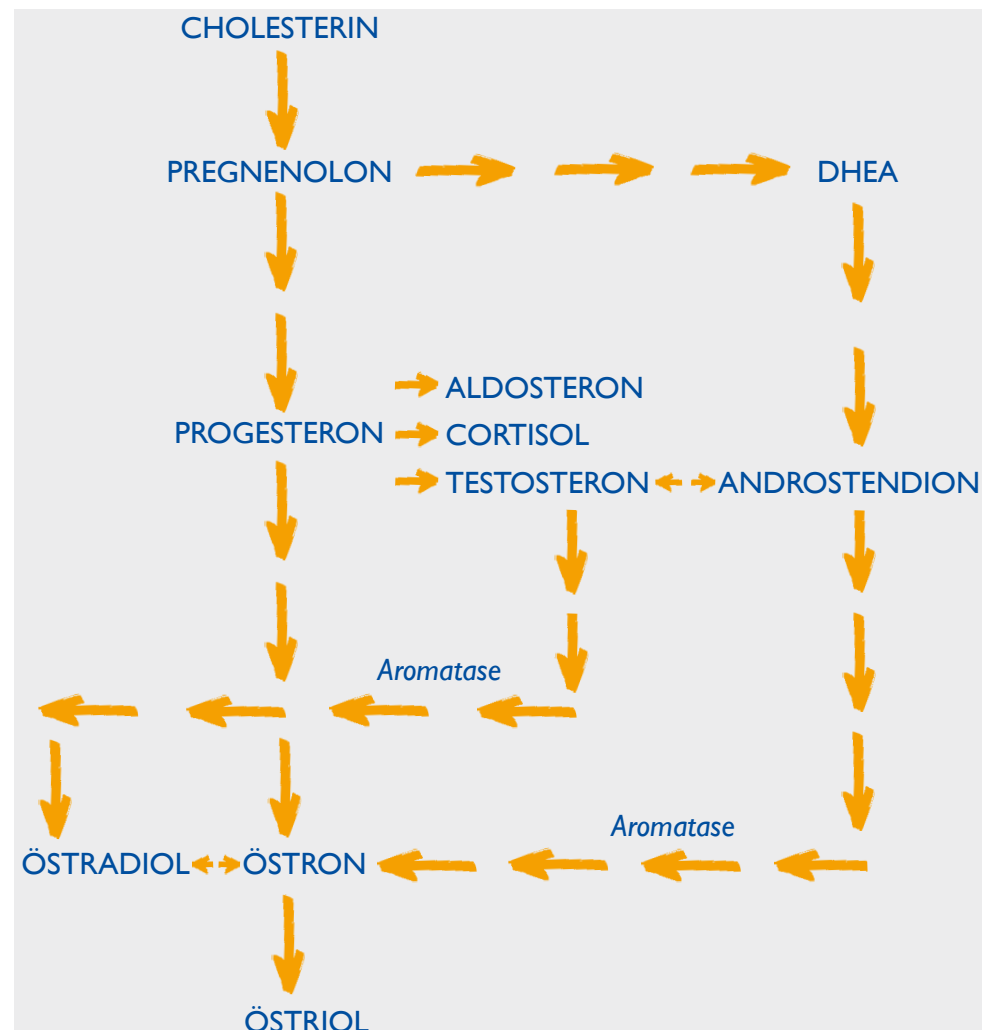 CHOLESTERIN
PREGNENOLON DHEA
ALDOSTERON
PROGESTERON CORTISOL
TESTOSTERON ANDROSTENDION
Aromatase
Aromatase
ÖSTRADIOL ÖSTRON
ÖSTRIOL